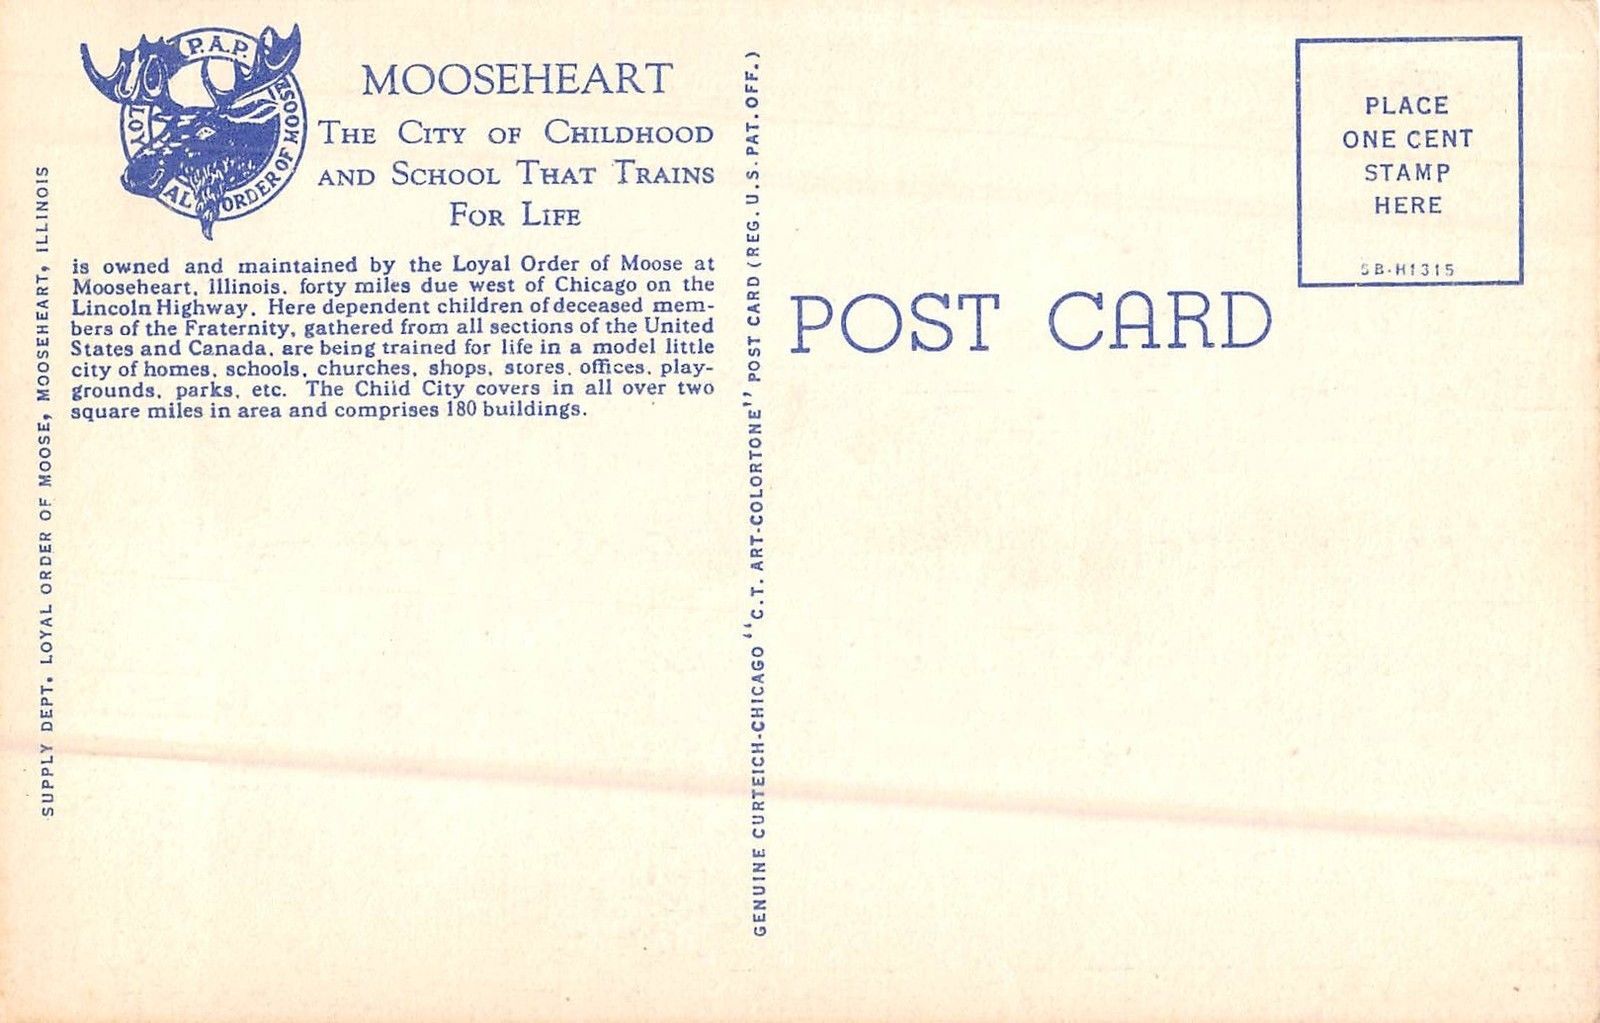 P.A.P.
LOYAL ORDER OF MOOSE
MOOSEHEART
THE CITY OF CHILDHOOD
AND SCHOOL THAT TRAINS
FOR LIFE
is owned and maintained by the Loyal Order of Moose at
Mooseheart, Illinois, forty miles due west of Chicago on the
Lincoln Highway. Here dependent children of deceased mem-
bers of the Fraternity, gathered from all sections of the United
States and Canada, are being trained for life in a model little
city of homes, schools, churches, shops, stores, offices, play-
grounds, parks, etc. The Child City covers in all over two
square miles in area and comprises 180 buildings.
SUPPLY DEPT. LOYAL ORDER OF MOOSE, MOOSEHEART, ILLINOIS
GENUINE CURTEICH-CHICAGO "C.T. ART-COLORTONE" POST CARD (REG. U.S. PAT. OFF.)
POST CARD
PLACE
ONE CENT
STAMP
HERE
5B-H1315